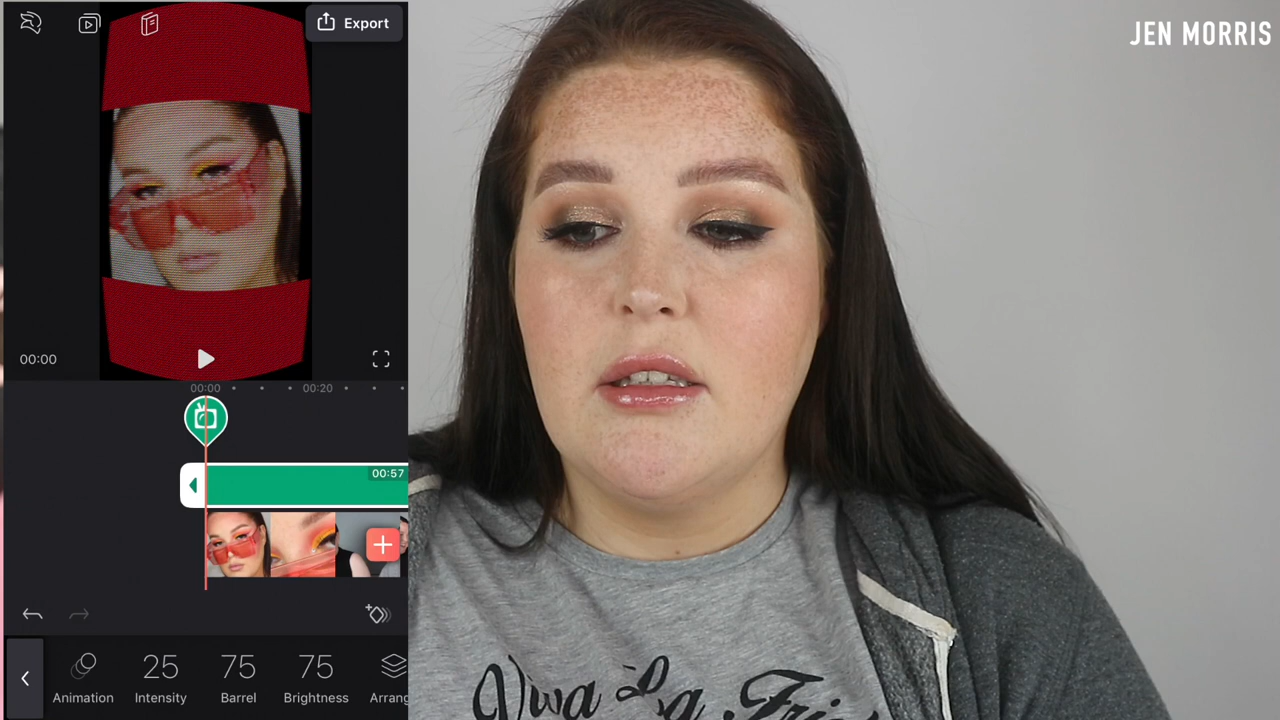 Export
JEN MORRIS
00:00
00:00
00:20
00:57
25
75
75
Animation
Intensity
Barrel
Brightness
Arrang
Viva La